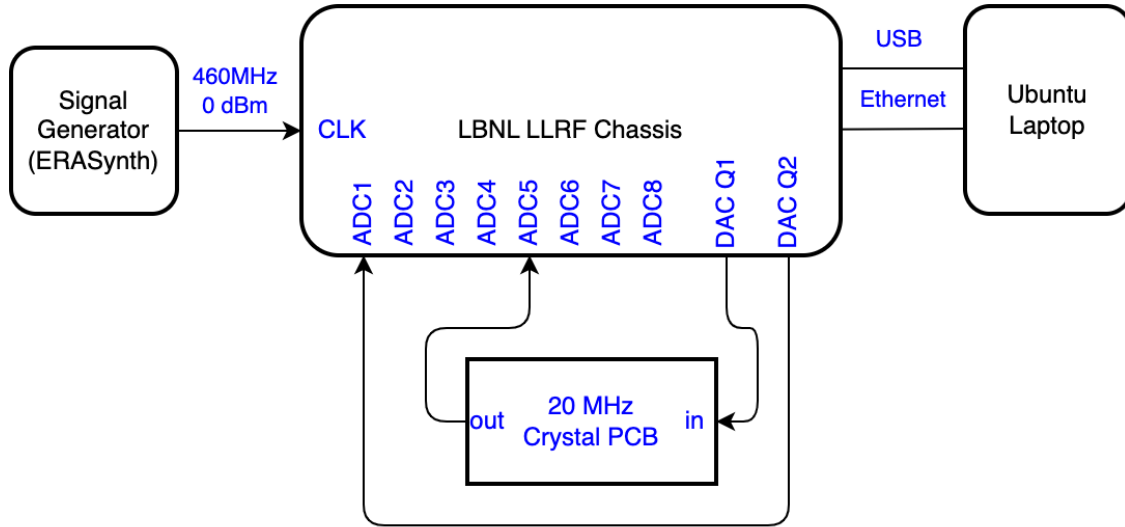 Signal
Generator
(ERASynth)
460MHz
0 dBm
CLK
LBNL LLRF Chassis
ADC1
ADC2
ADC3
ADC4
ADC5
ADC6
ADC7
ADC8
DAC Q1
DAC Q2
USB
Ethernet
Ubuntu
Laptop
out
20 MHz
Crystal PCB
in